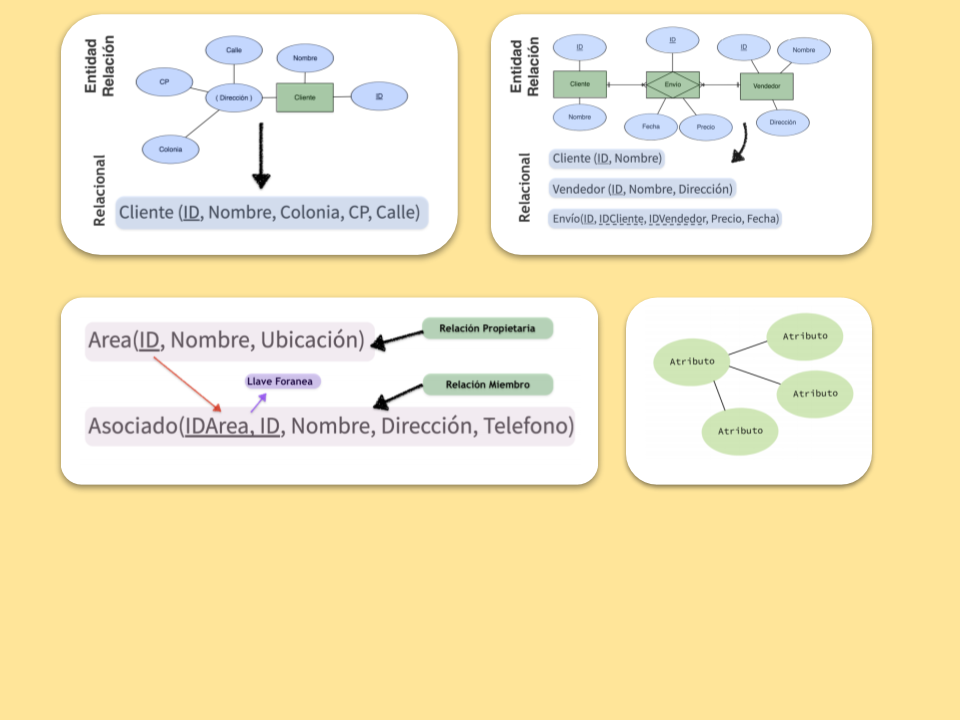 Entidad
Relación
Calle
Nombre
CP
( Dirección )
Cliente
ID
Colonia
Relacional
Cliente (ID, Nombre, Colonia, CP, Calle)
Entidad
Relación
ID
ID
ID
Nombre
Cliente
Envio
Vendedor
Nombre
Fecha
Precio
Dirección
Relacional
Cliente (ID, Nombre)
Vendedor (ID, Nombre, Dirección)
Envío(ID, IDCliente, IDVendedor, Precio, Fecha)
Area(ID, Nombre, Ubicación)
Relación Propietaria
Llave Foranea
Relación Miembro
Asociado(IDArea, ID, Nombre, Dirección, Telefono)
Atributo
Atributo
Atributo
Atributo